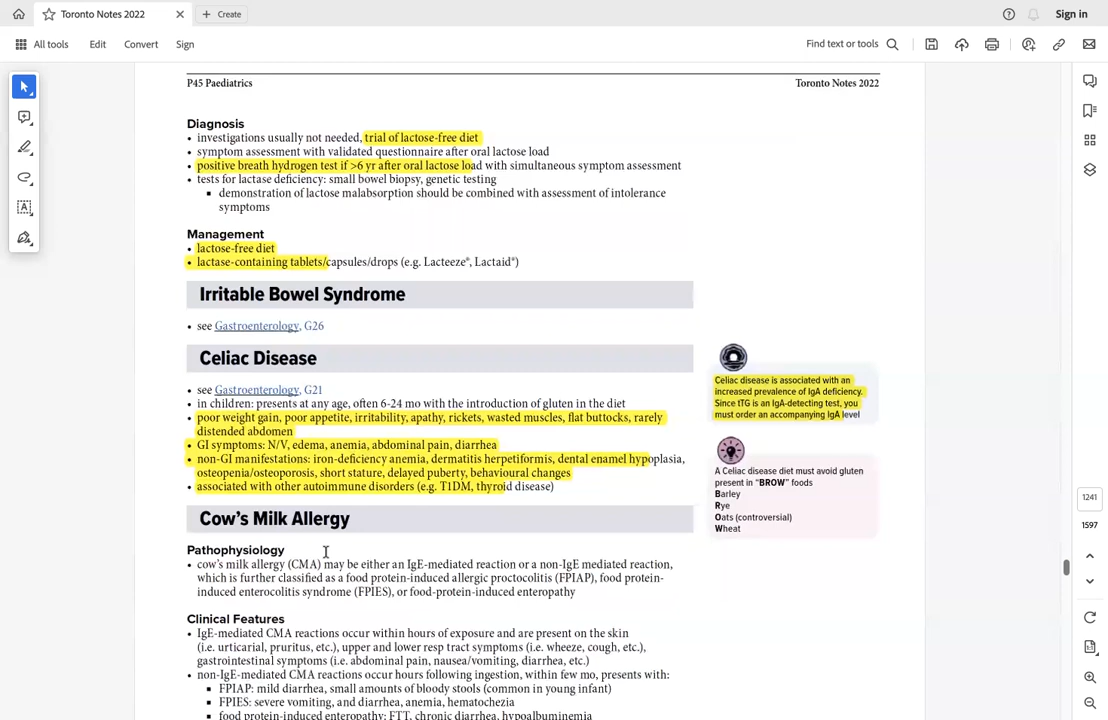 Toronto Notes 2022
Create
Sign in
All tools
Edit
Convert
Sign
Find text or tools
P45 Paediatrics
Toronto Notes 2022
Diagnosis
• investigations usually not needed, trial of lactose-free diet
• symptom assessment with validated questionnaire after oral lactose load
• positive breath hydrogen test if >6 yr after oral lactose load with simultaneous symptom assessment
• tests for lactase deficiency: small bowel biopsy, genetic testing
▪ demonstration of lactose malabsorption should be combined with assessment of intolerance
symptoms
Management
• lactose-free diet
• lactase-containing tablets/capsules/drops (e.g. Lacteeze®, Lactaid®)
Irritable Bowel Syndrome
• see Gastroenterology, G26
Celiac Disease
• see Gastroenterology, G21
• in children: presents at any age, often 6-24 mo with the introduction of gluten in the diet
• poor weight gain, poor appetite, irritability, apathy, rickets, wasted muscles, flat buttocks, rarely
distended abdomen
• GI symptoms: N/V, edema, anemia, abdominal pain, diarrhea
• non-GI manifestations: iron-deficiency anemia, dermatitis herpetiformis, dental enamel hypoplasia,
osteopenia/osteoporosis, short stature, delayed puberty, behavioural changes
• associated with other autoimmune disorders (e.g. T1DM, thyroid disease)
Celiac disease is associated with an
increased prevalence of IgA deficiency.
Since tTG is an IgA-detecting test, you
must order an accompanying IgA level
A Celiac disease diet must avoid gluten
present in “BROW” foods
Barley
Rye
Oats (controversial)
Wheat
1241
1597
Cow’s Milk Allergy
Pathophysiology
• cow’s milk allergy (CMA) may be either an IgE-mediated reaction or a non-IgE mediated reaction,
which is further classified as a food protein-induced allergic proctocolitis (FPIAP), food protein-
induced enterocolitis syndrome (FPIES), or food-protein-induced enteropathy
Clinical Features
• IgE-mediated CMA reactions occur within hours of exposure and are present on the skin
(i.e. urticarial, pruritus, etc.), upper and lower resp tract symptoms (i.e. wheeze, cough, etc.),
gastrointestinal symptoms (i.e. abdominal pain, nausea/vomiting, diarrhea, etc.)
• non-IgE-mediated CMA reactions occur hours following ingestion, within few mo, presents with:
▪ FPIAP: mild diarrhea, small amounts of bloody stools (common in young infant)
▪ FPIES: severe vomiting, and diarrhea, anemia, hematochezia
▪ food protein-induced enteropathy: FTT, chronic diarrhea, hypoalbuminemia